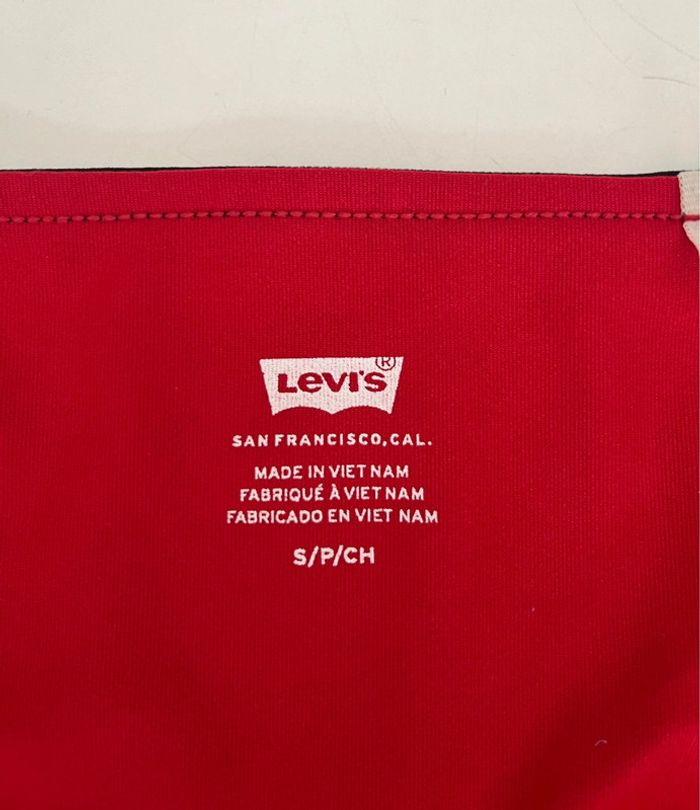 Levi's®
SAN FRANCISCO, CAL.
MADE IN VIET NAM
FABRIQUÉ À VIET NAM
FABRICADO EN VIET NAM
S/P/CH